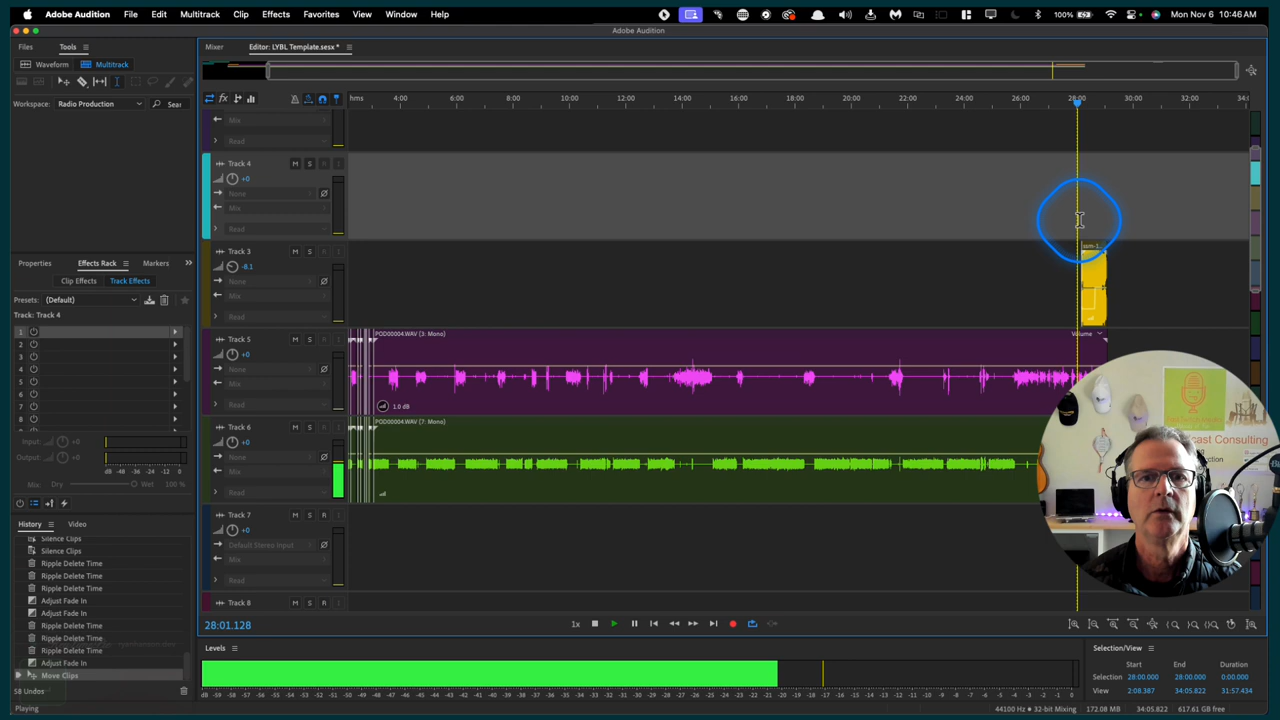 Adobe Audition File Edit Multitrack Clip Effects Favorites View Window Help 100% Mon Nov 6 10:46 AM
Adobe Audition
Files Tools
Mixer Editor: LYBL Template.sesx *
Waveform Multitrack
Workspace: Radio Production Sear
hms 4:00 6:00 8:00 10:00 12:00 14:00 16:00 18:00 20:00 22:00 24:00 26:00 28:00 30:00 32:00 34:0
Mix
Read
Track 4 M S R I
+0
None
Mix
Read
Track 3 M S R I
-8.1
None
Mix
Read
Properties Effects Rack Markers
Clip Effects Track Effects
Presets: (Default)
Track: Track 4
1
2
3
4
5
6
7
8
Input: +0
Output: +0
dB -48 -36 -24 -12 0
Mix: Dry Wet 100 %
Track 5 M S R I
+0
None
Mix
Read
POD00004.WAV (3: Mono) Volume
1.0 dB
Track 6 M S R I
+0
None
Mix
Read
POD00004.WAV (7: Mono)
cast Consulting
Track 7 M S R I
+0
Default Stereo Input
Mix
Read
Track 8 M S R I
History Video
Silence Clips
Silence Clips
Ripple Delete Time
Ripple Delete Time
Ripple Delete Time
Adjust Fade In
Adjust Fade In
Ripple Delete Time
Ripple Delete Time
Ripple Delete Time
Adjust Fade In
Move Clips
58 Undos
Playing
28:01.128
1x
Levels
dB -59 -58 -57 -56 -55 -54 -53 -52 -51 -50 -49 -48 -47 -46 -45 -44 -43 -42 -41 -40 -39 -38 -37 -36 -35 -34 -33 -32 -31 -30 -29 -28 -27 -26 -25 -24 -23 -22 -21 -20 -19 -18 -17 -16 -15 -14 -13 -12 -11 -10 -9 -8 -7 -6 -5 -4 -3 -2 -1 0
Selection/View
Start End Duration
Selection 28:00.000 28:00.000 0:00.000
View 2:08.387 34:05.822 31:57.434
44100 Hz • 32-bit Mixing 172.08 MB 34:05.822 617.61 GB free